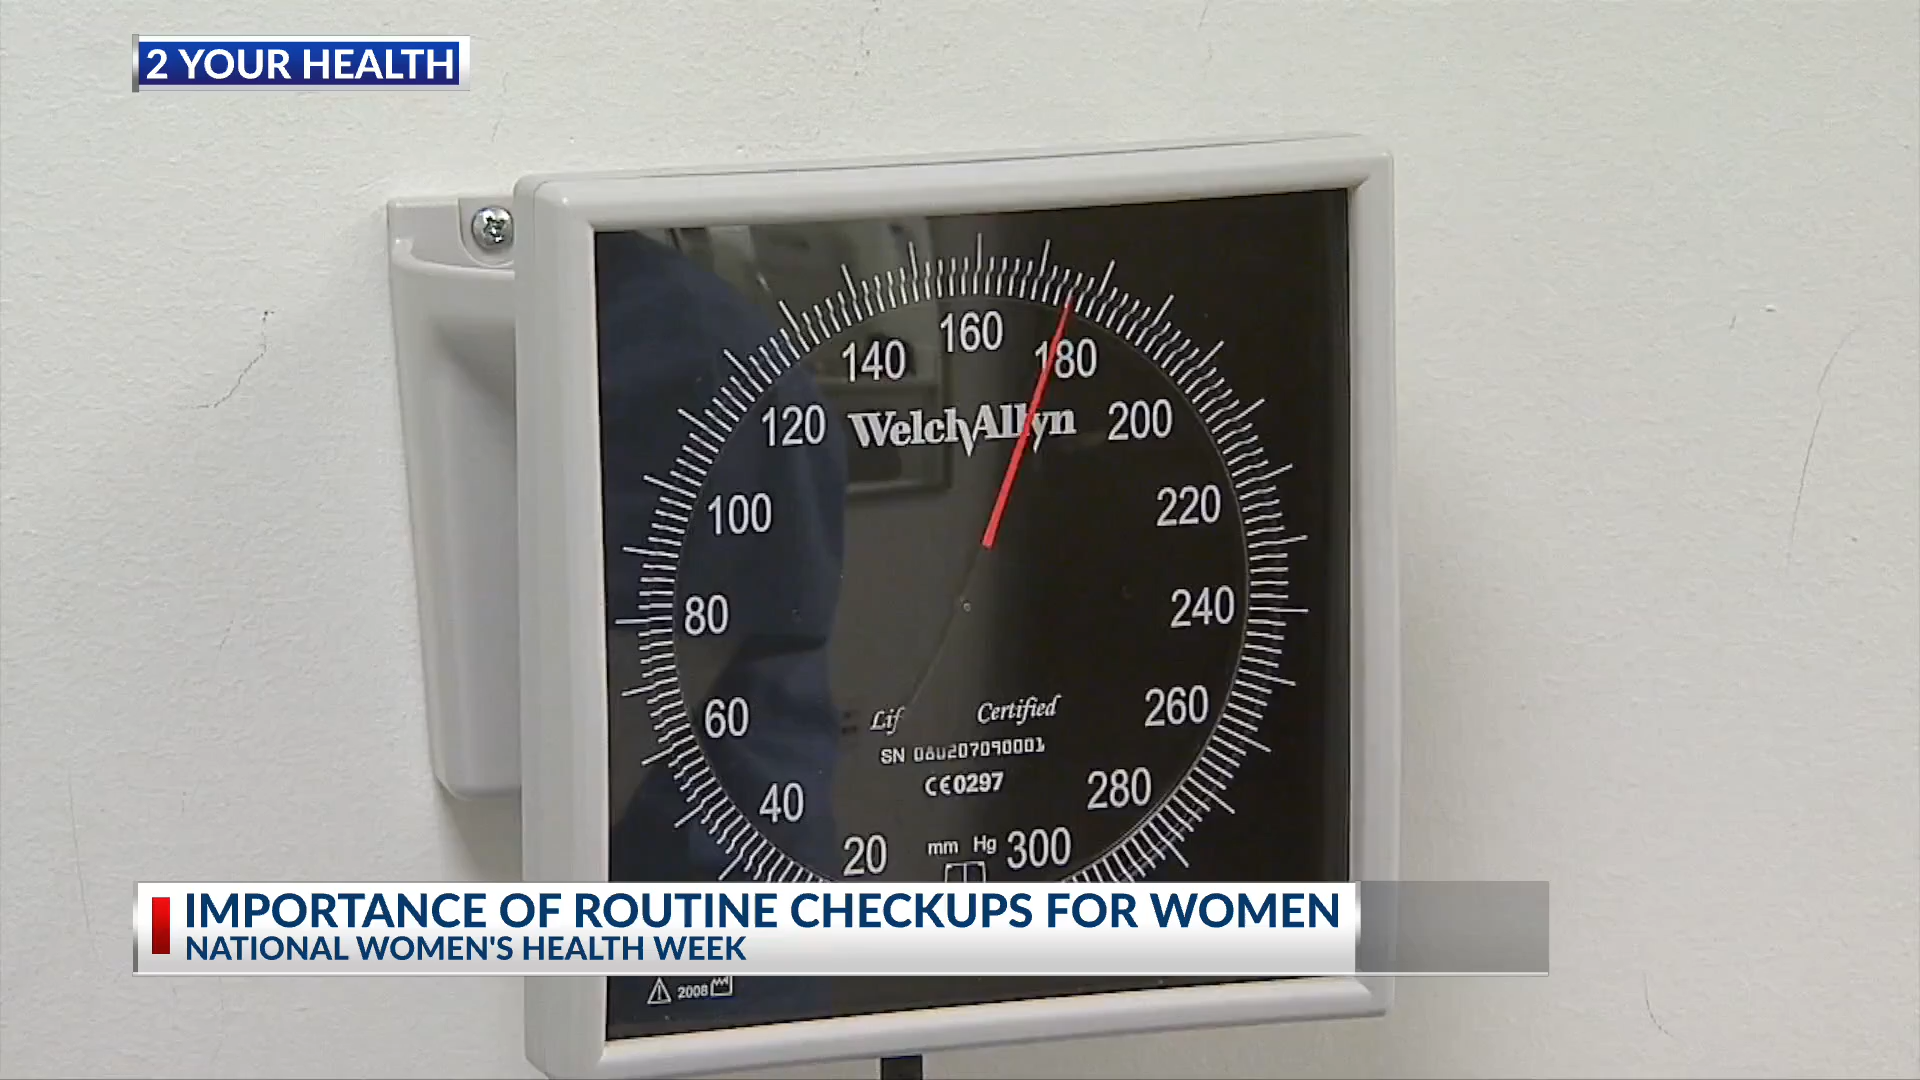 2 YOUR HEALTH
160
140
180
120
WelchAllyn
200
100
220
80
240
60
Certified
260
SN
CE0297
40
280
20
mm Hg
300
IMPORTANCE OF ROUTINE CHECKUPS FOR WOMEN
NATIONAL WOMEN'S HEALTH WEEK
2008